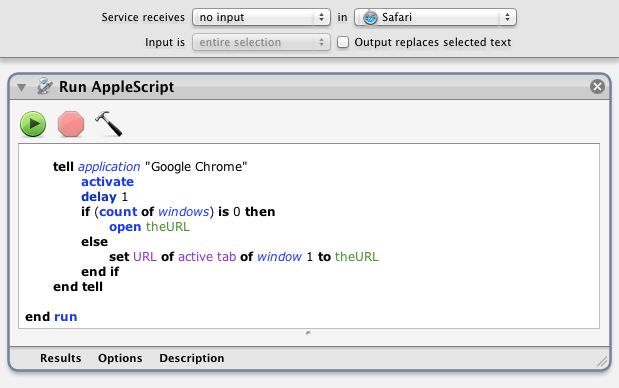 Service receives no input in Safari
Input is entire selection Output replaces selected text
Run AppleScript
tell application "Google Chrome"
activate
delay 1
if (count of windows) is 0 then
open theURL
else
set URL of active tab of window 1 to theURL
end if
end tell
end run
Results Options Description